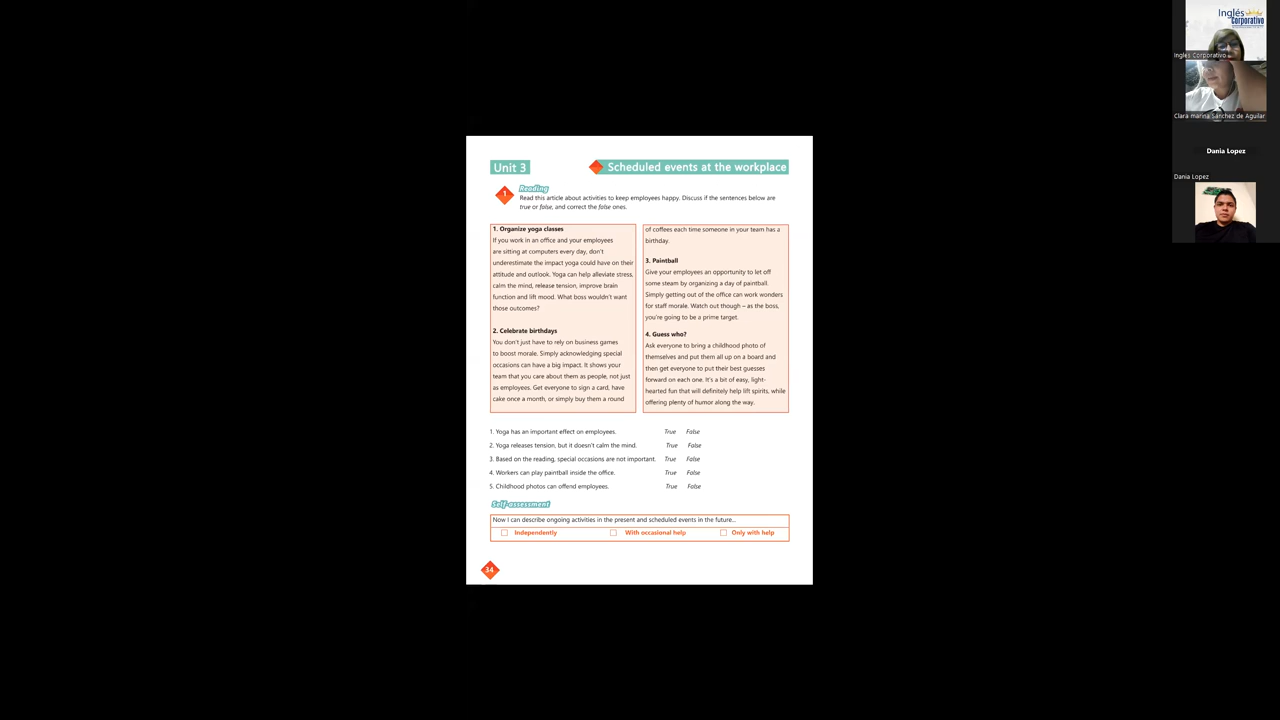 Unit 3
Scheduled events at the workplace
1
Reading
Read this article about activities to keep employees happy. Discuss if the sentences below are
true or false, and correct the false ones.
1. Organize yoga classes
If you work in an office and your employees
are sitting at computers every day, don't
underestimate the impact yoga could have on their
attitude and outlook. Yoga can help alleviate stress,
calm the mind, release tension, improve brain
function and lift mood. What boss wouldn't want
those outcomes?
2. Celebrate birthdays
You don't just have to rely on business games
to boost morale. Simply acknowledging special
occasions can have a big impact. It shows your
team that you care about them as people, not just
as employees. Get everyone to sign a card, have
cake once a month, or simply buy them a round
of coffees each time someone in your team has a
birthday.
3. Paintball
Give your employees an opportunity to let off
some steam by organizing a day of paintball.
Simply getting out of the office can work wonders
for staff morale. Watch out though – as the boss,
you're going to be a prime target.
4. Guess who?
Ask everyone to bring a childhood photo of
themselves and put them all up on a board and
then get everyone to put their best guesses
forward on each one. It's a bit of easy, light-
hearted fun that will definitely help lift spirits, while
offering plenty of humor along the way.
1. Yoga has an important effect on employees. True False
2. Yoga releases tension, but it doesn't calm the mind. True False
3. Based on the reading, special occasions are not important. True False
4. Workers can play paintball inside the office. True False
5. Childhood photos can offend employees. True False
Self-assessment
Now I can describe ongoing activities in the present and scheduled events in the future..
Independently With occasional help Only with help
34
Inglés
Corporativo
Inglés Corporativo
Clara marina Sánchez de Aguilar
Dania Lopez
Dania Lopez